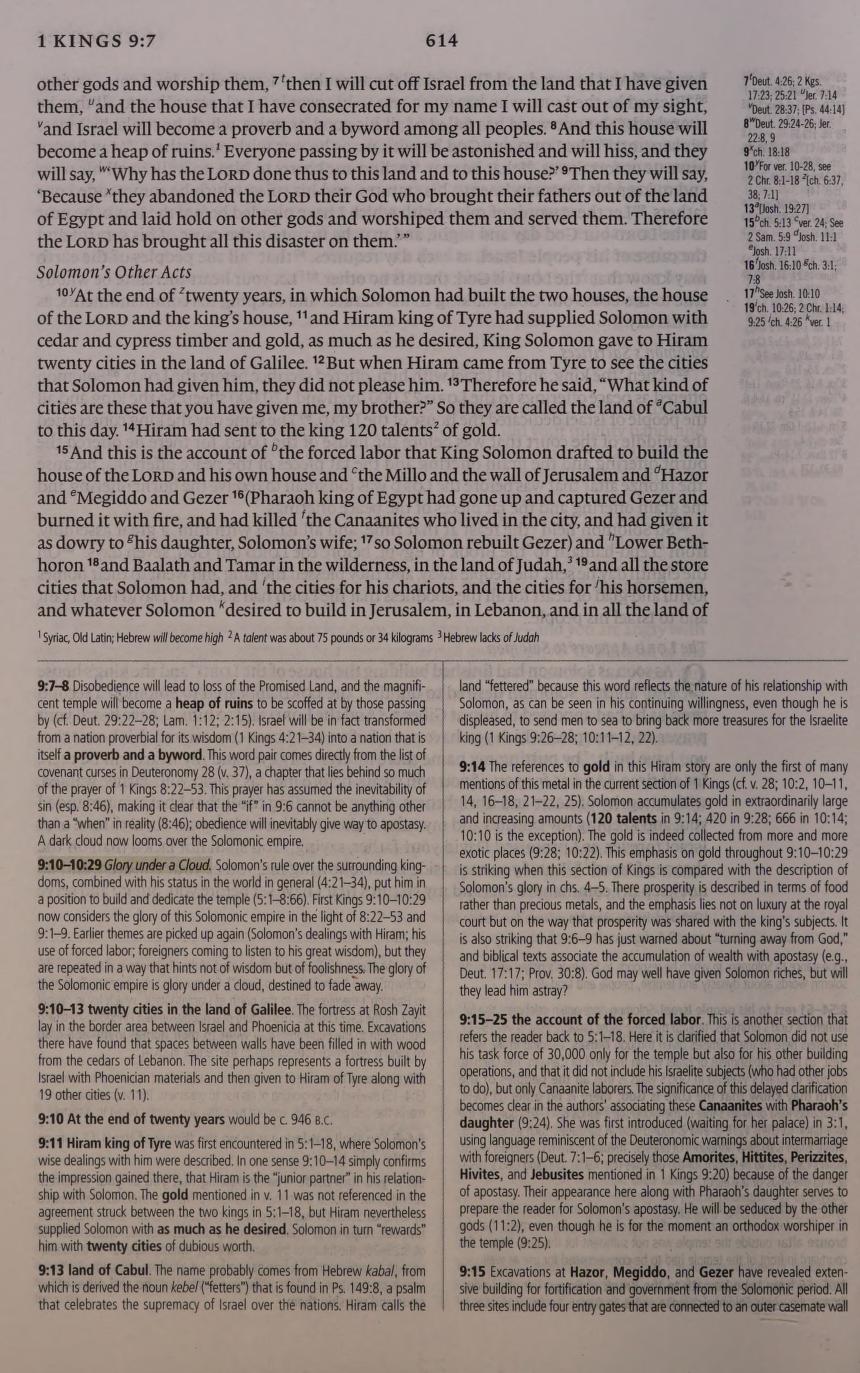 1 KINGS 9:7
614
other gods and worship them, ⁷ᵗthen I will cut off Israel from the land that I have given
them, ᵘand the house that I have consecrated for my name I will cast out of my sight,
ᵛand Israel will become a proverb and a byword among all peoples. ⁸And this house will
become a heap of ruins.¹ Everyone passing by it will be astonished and will hiss, and they
will say, ʷ‘Why has the LORD done thus to this land and to this house?’ ⁹Then they will say,
‘Because ˣthey abandoned the LORD their God who brought their fathers out of the land
of Egypt and laid hold on other gods and worshiped them and served them. Therefore
the LORD has brought all this disaster on them.’”
Solomon’s Other Acts
¹⁰ʸAt the end of ᶻtwenty years, in which Solomon had built the two houses, the house
of the LORD and the king’s house, ¹¹and Hiram king of Tyre had supplied Solomon with
cedar and cypress timber and gold, as much as he desired, King Solomon gave to Hiram
twenty cities in the land of Galilee. ¹²But when Hiram came from Tyre to see the cities
that Solomon had given him, they did not please him. ¹³Therefore he said, “What kind of
cities are these that you have given me, my brother?” So they are called the land of ᵃCabul
to this day. ¹⁴Hiram had sent to the king 120 talents² of gold.
¹⁵And this is the account of ᵇthe forced labor that King Solomon drafted to build the
house of the LORD and his own house and ᶜthe Millo and the wall of Jerusalem and ᵈHazor
and ᵉMegiddo and Gezer ¹⁶(Pharaoh king of Egypt had gone up and captured Gezer and
burned it with fire, and had killed ᶠthe Canaanites who lived in the city, and had given it
as dowry to ᵍhis daughter, Solomon’s wife; ¹⁷so Solomon rebuilt Gezer) and ʰLower Beth-
horon ¹⁸and Baalath and Tamar in the wilderness, in the land of Judah,³ ¹⁹and all the store
cities that Solomon had, and ⁱthe cities for his chariots, and the cities for ʲhis horsemen,
and whatever Solomon ᵏdesired to build in Jerusalem, in Lebanon, and in all the land of
7ᵗDeut. 4:26; 2 Kgs.
17:23; 25:21 ᵘJer. 7:14
ᵛDeut. 28:37; [Ps. 44:14]
8ʷDeut. 29:24-26; Jer.
22:8, 9
9ˣch. 18:18
10ʸFor ver. 10-28, see
2 Chr. 8:1-18 ᶻ[ch. 6:37,
38; 7:1]
13ᵃ[Josh. 19:27]
15ᵇch. 5:13 ᶜver. 24; See
2 Sam. 5:9 ᵈJosh. 11:1
ᵉJosh. 17:11
16ᶠJosh. 16:10 ᵍch. 3:1;
7:8
17ʰSee Josh. 10:10
19ⁱch. 10:26; 2 Chr. 1:14;
9:25 ʲch. 4:26 ᵏver. 1
¹ Syriac, Old Latin; Hebrew will become high ² A talent was about 75 pounds or 34 kilograms ³ Hebrew lacks of Judah
9:7–8 Disobedience will lead to loss of the Promised Land, and the magnifi-
cent temple will become a heap of ruins to be scoffed at by those passing
by (cf. Deut. 29:22–28; Lam. 1:12; 2:15). Israel will be in fact transformed
from a nation proverbial for its wisdom (1 Kings 4:21–34) into a nation that is
itself a proverb and a byword. This word pair comes directly from the list of
covenant curses in Deuteronomy 28 (v. 37), a chapter that lies behind so much
of the prayer of 1 Kings 8:22–53. This prayer has assumed the inevitability of
sin (esp. 8:46), making it clear that the “if” in 9:6 cannot be anything other
than a “when” in reality (8:46); obedience will inevitably give way to apostasy.
A dark cloud now looms over the Solomonic empire.
9:10–10:29 Glory under a Cloud. Solomon’s rule over the surrounding king-
doms, combined with his status in the world in general (4:21–34), put him in
a position to build and dedicate the temple (5:1–8:66). First Kings 9:10–10:29
now considers the glory of this Solomonic empire in the light of 8:22–53 and
9:1–9. Earlier themes are picked up again (Solomon’s dealings with Hiram; his
use of forced labor; foreigners coming to listen to his great wisdom), but they
are repeated in a way that hints not of wisdom but of foolishness. The glory of
the Solomonic empire is glory under a cloud, destined to fade away.
9:10–13 twenty cities in the land of Galilee. The fortress at Rosh Zayit
lay in the border area between Israel and Phoenicia at this time. Excavations
there have found that spaces between walls have been filled in with wood
from the cedars of Lebanon. The site perhaps represents a fortress built by
Israel with Phoenician materials and then given to Hiram of Tyre along with
19 other cities (v. 11).
9:10 At the end of twenty years would be c. 946 B.C.
9:11 Hiram king of Tyre was first encountered in 5:1–18, where Solomon’s
wise dealings with him were described. In one sense 9:10–14 simply confirms
the impression gained there, that Hiram is the “junior partner” in his relation-
ship with Solomon. The gold mentioned in v. 11 was not referenced in the
agreement struck between the two kings in 5:1–18, but Hiram nevertheless
supplied Solomon with as much as he desired. Solomon in turn “rewards”
him with twenty cities of dubious worth.
9:13 land of Cabul. The name probably comes from Hebrew kabal, from
which is derived the noun kebel (“fetters”) that is found in Ps. 149:8, a psalm
that celebrates the supremacy of Israel over the nations. Hiram calls the
land “fettered” because this word reflects the nature of his relationship with
Solomon, as can be seen in his continuing willingness, even though he is
displeased, to send men to sea to bring back more treasures for the Israelite
king (1 Kings 9:26–28; 10:11–12, 22).
9:14 The references to gold in this Hiram story are only the first of many
mentions of this metal in the current section of 1 Kings (cf. v. 28; 10:2, 10–11,
14, 16–18, 21–22, 25). Solomon accumulates gold in extraordinarily large
and increasing amounts (120 talents in 9:14; 420 in 9:28; 666 in 10:14;
10:10 is the exception). The gold is indeed collected from more and more
exotic places (9:28; 10:22). This emphasis on gold throughout 9:10–10:29
is striking when this section of Kings is compared with the description of
Solomon’s glory in chs. 4–5. There prosperity is described in terms of food
rather than precious metals, and the emphasis lies not on luxury at the royal
court but on the way that prosperity was shared with the king’s subjects. It
is also striking that 9:6–9 has just warned about “turning away from God,”
and biblical texts associate the accumulation of wealth with apostasy (e.g.,
Deut. 17:17; Prov. 30:8). God may well have given Solomon riches, but will
they lead him astray?
9:15–25 the account of the forced labor. This is another section that
refers the reader back to 5:1–18. Here it is clarified that Solomon did not use
his task force of 30,000 only for the temple but also for his other building
operations, and that it did not include his Israelite subjects (who had other jobs
to do), but only Canaanite laborers. The significance of this delayed clarification
becomes clear in the authors’ associating these Canaanites with Pharaoh’s
daughter (9:24). She was first introduced (waiting for her palace) in 3:1,
using language reminiscent of the Deuteronomic warnings about intermarriage
with foreigners (Deut. 7:1–6; precisely those Amorites, Hittites, Perizzites,
Hivites, and Jebusites mentioned in 1 Kings 9:20) because of the danger
of apostasy. Their appearance here along with Pharaoh’s daughter serves to
prepare the reader for Solomon’s apostasy. He will be seduced by the other
gods (11:2), even though he is for the moment an orthodox worshiper in
the temple (9:25).
9:15 Excavations at Hazor, Megiddo, and Gezer have revealed exten-
sive building for fortification and government from the Solomonic period. All
three sites include four entry gates that are connected to an outer casemate wall